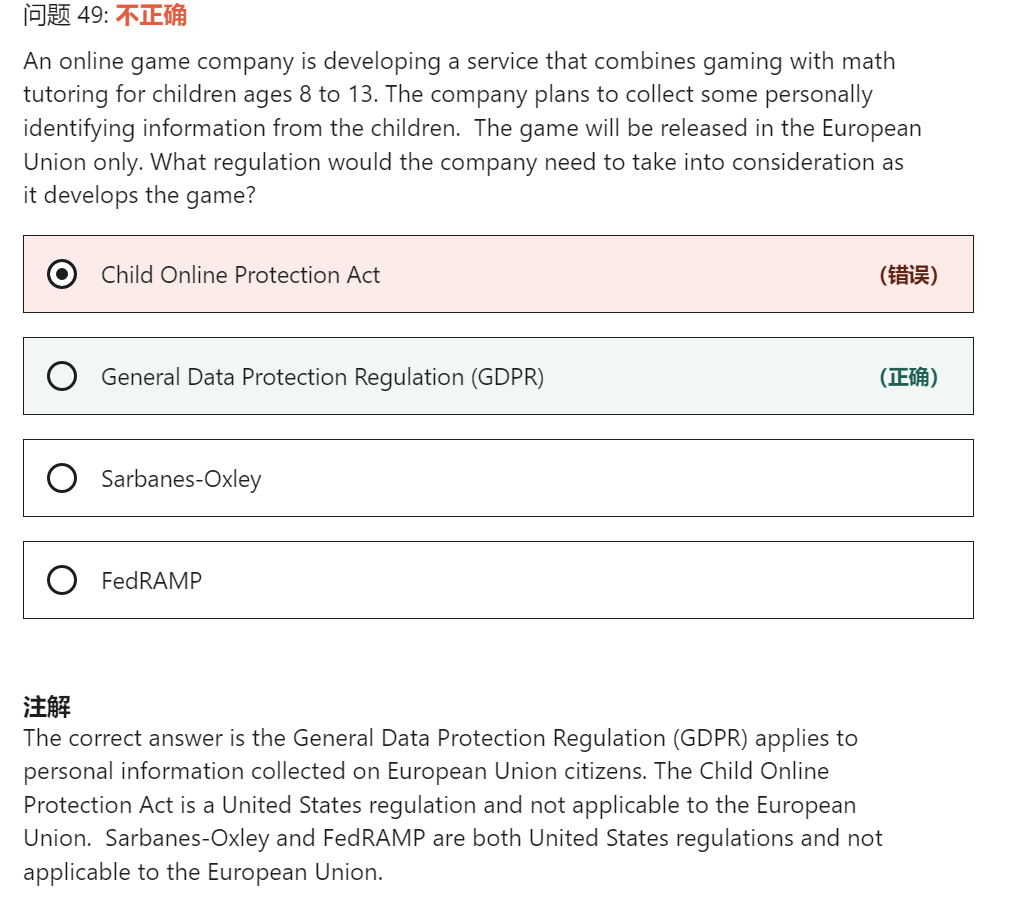 问题 49: 不正确
An online game company is developing a service that combines gaming with math
tutoring for children ages 8 to 13. The company plans to collect some personally
identifying information from the children.  The game will be released in the European
Union only. What regulation would the company need to take into consideration as
it develops the game?
Child Online Protection Act (错误)
General Data Protection Regulation (GDPR) (正确)
Sarbanes-Oxley
FedRAMP
注解
The correct answer is the General Data Protection Regulation (GDPR) applies to
personal information collected on European Union citizens. The Child Online
Protection Act is a United States regulation and not applicable to the European
Union.  Sarbanes-Oxley and FedRAMP are both United States regulations and not
applicable to the European Union.